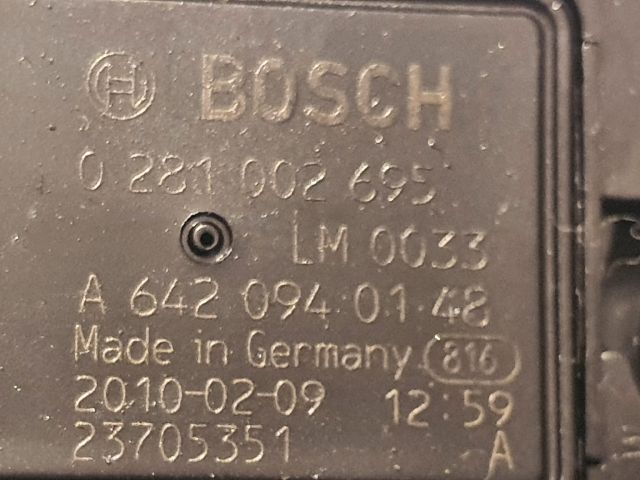 BOSCH
0 281 002 695
LM 0033
A 642 094 01 48
Made in Germany 816
2010-02-09 12:59
23705351 A